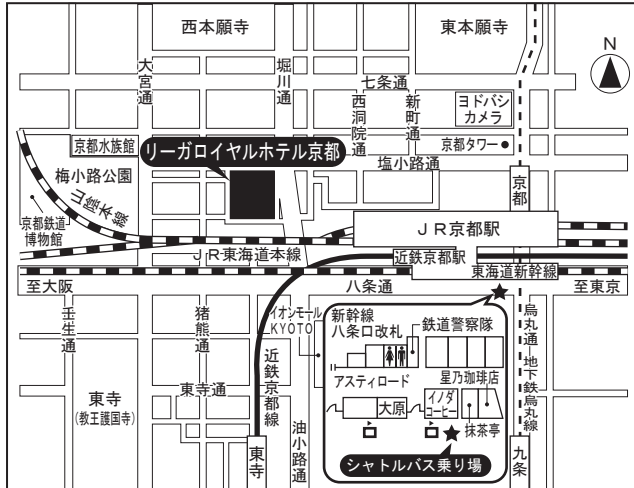 西本願寺
東本願寺
N
大宮通
堀川通
七条通
西洞院通
新町通
ヨドバシ
カメラ
京都水族館
リーガロイヤルホテル京都
京都タワー
塩小路通
梅小路公園
山陰本線
京都鉄道
博物館
京都
JR京都駅
JR東海道本線
近鉄京都駅
東海道新幹線
至大阪
八条通
至東京
壬生通
猪熊通
イオンモール
KYOTO
新幹線
八条口改札
鉄道警察隊
烏丸通
地下鉄烏丸線
近鉄京都線
アスティロード
星乃珈琲店
東寺
(教王護国寺)
東寺通
油小路通
大原
イノダ
コーヒー
抹茶亭
シャトルバス乗り場
東寺
九条